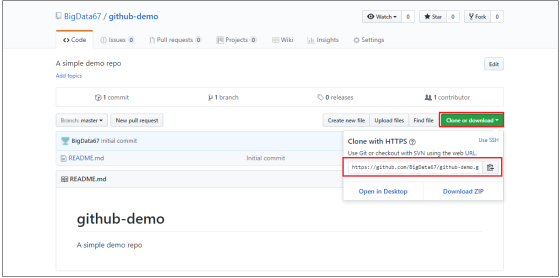 BigData67 / github-demo
Watch 0 Star 0 Fork 0
Code Issues 0 Pull requests 0 Projects 0 Wiki Insights Settings
A simple demo repo
Edit
Add topics
1 commit 1 branch 0 releases 1 contributor
Branch: master New pull request Create new file Upload files Find file Clone or download
BigData67 Initial commit
README.md Initial commit
Clone with HTTPS Use SSH
Use Git or checkout with SVN using the web URL.
https://github.com/BigData67/github-demo.g
Open in Desktop Download ZIP
README.md
github-demo
A simple demo repo